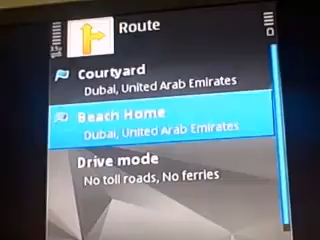 Route
Courtyard
Dubai, United Arab Emirates
Beach Home
Dubai, United Arab Emirates
Drive mode
No toll roads, No ferries